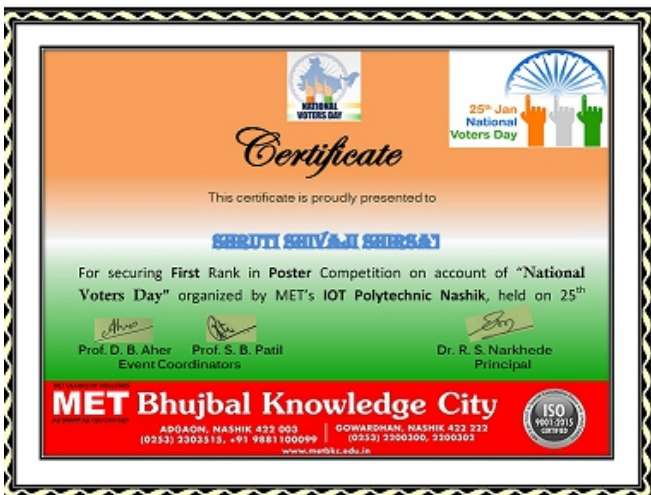 NATIONAL
VOTERS DAY
25th Jan
National
Voters Day
Certificate
This certificate is proudly presented to
SHRUTI SHIVAJI SHIRSAT
For securing First Rank in Poster Competition on account of “National
Voters Day” organized by MET's IOT Polytechnic Nashik, held on 25th
Prof. D. B. Aher Prof. S. B. Patil Dr. R. S. Narkhede
Event Coordinators Principal
MET Bhujbal Knowledge City
ADGAON, NASHIK 422 003 GOWARDHAN, NASHIK 422 222
(0253) 2303515, +91 9881100099 (0253) 2200300, 2200302
www.metbkc.edu.in
ISO
9001:2015
CERTIFIED